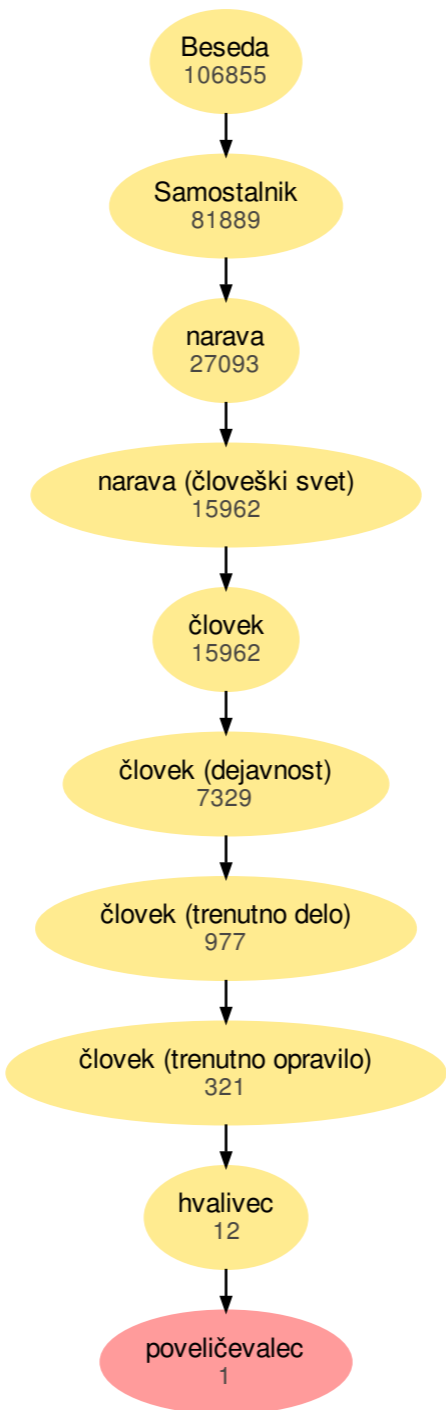 Beseda
106855
Samostalnik
81889
narava
27093
narava (človeški svet)
15962
človek
15962
človek (dejavnost)
7329
človek (trenutno delo)
977
človek (trenutno opravilo)
321
hvalivec
12
poveličevalec
1